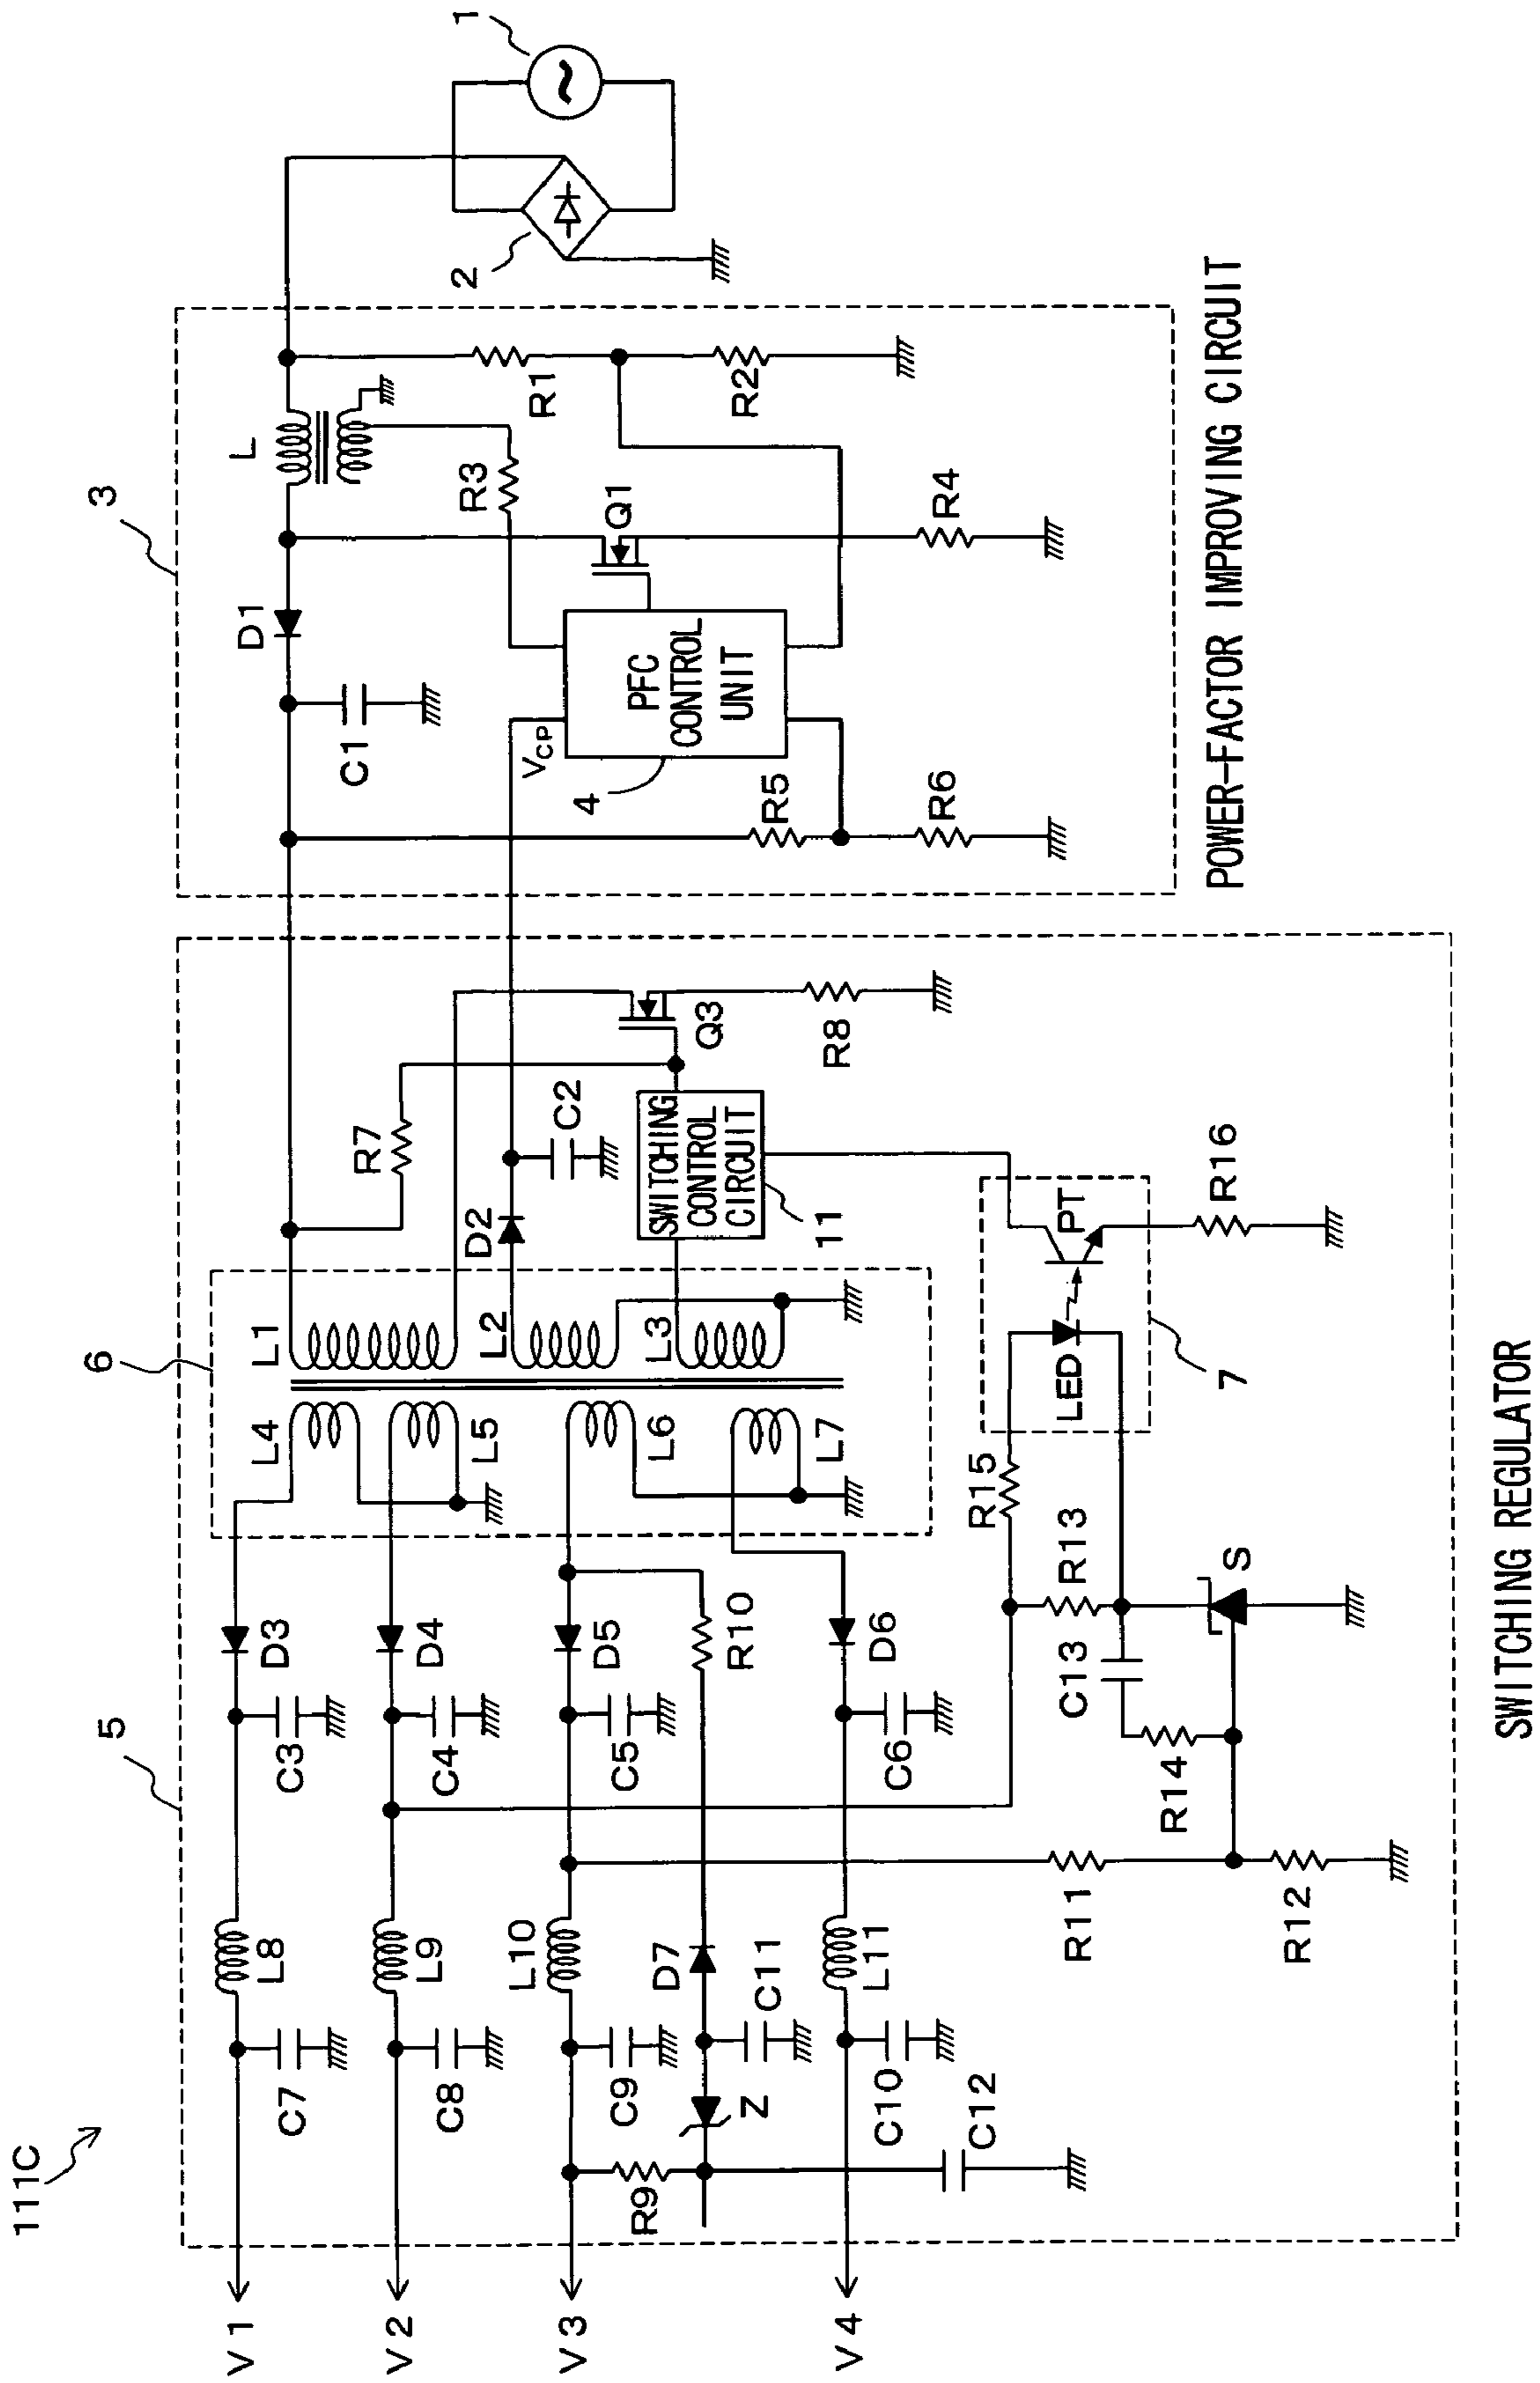 111C
1
2
3
L
R1
R2
R3
Q1
R4
D1
C1
VCP
PFC
CONTROL
UNIT
4
R5
R6
POWER-FACTOR IMPROVING CIRCUIT
5
6
R7
Q3
R8
C2
D2
SWITCHING
CONTROL
CIRCUIT
11
L1
L2
L3
L4
L5
L6
L7
PT
LED
7
R16
R15
R13
S
C13
R14
D3
D4
D5
R10
D6
C3
C4
C5
C6
R11
R12
L8
L9
L10
D7
C11
L11
C7
C8
C9
Z
C10
C12
R9
V1
V2
V3
V4
SWITCHING REGULATOR